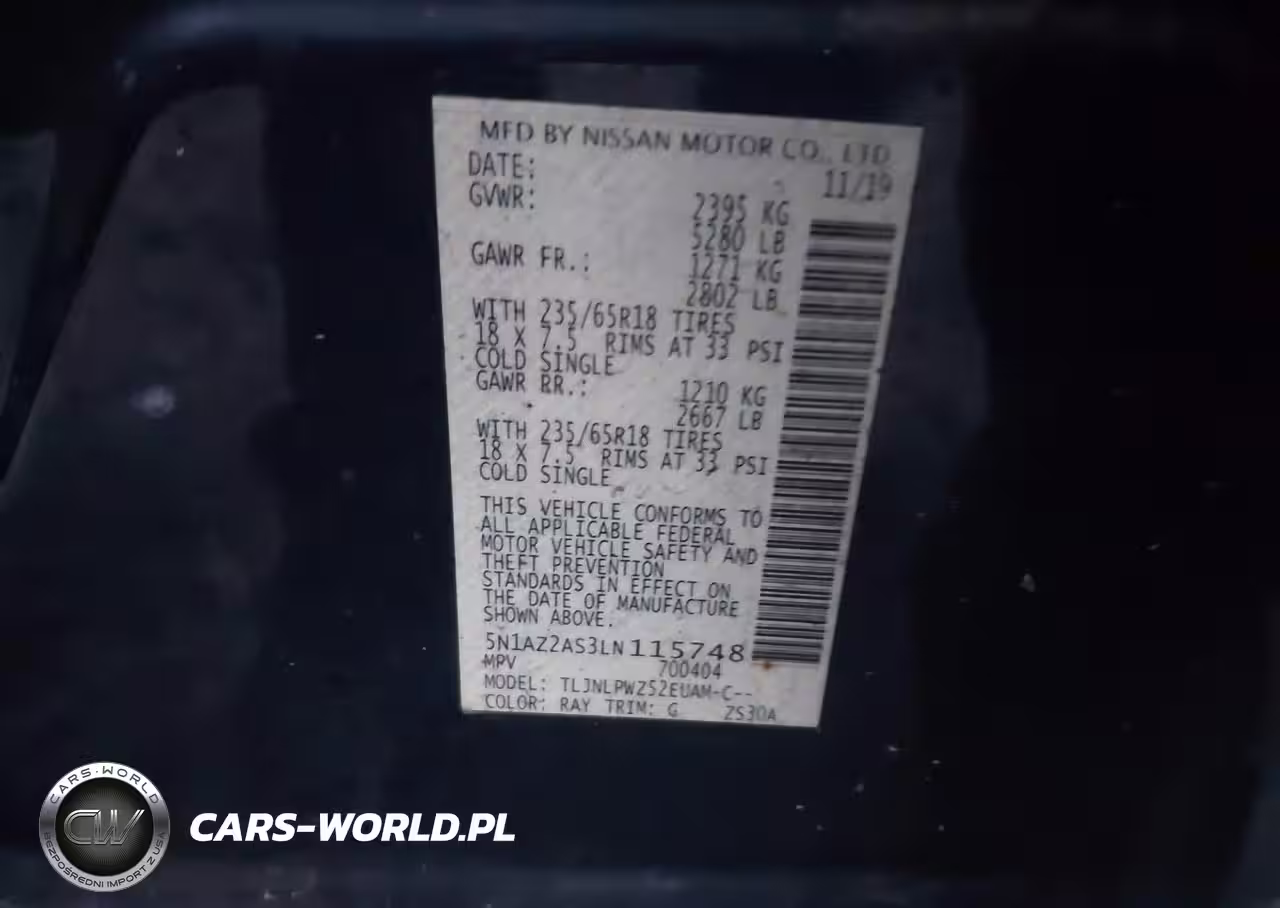 MFD BY NISSAN MOTOR CO., LTD.
DATE: 11/19
GVWR: 2395 KG
5280 LB
GAWR FR.: 1271 KG
2802 LB
WITH 235/65R18 TIRES
18 X 7.5 RIMS AT 33 PSI
COLD SINGLE
GAWR RR.: 1210 KG
2667 LB
WITH 235/65R18 TIRES
18 X 7.5 RIMS AT 33 PSI
COLD SINGLE
THIS VEHICLE CONFORMS TO
ALL APPLICABLE FEDERAL
MOTOR VEHICLE SAFETY AND
THEFT PREVENTION
STANDARDS IN EFFECT ON
THE DATE OF MANUFACTURE
SHOWN ABOVE.
5N1AZ2AS3LN115748
MPV 700404
MODEL: TLJNLPWZ52EUAM-C--
COLOR: RAY TRIM: G ZS30A
CARS-WORLD
CW
BEZPOŚREDNI IMPORT Z USA
CARS-WORLD.PL